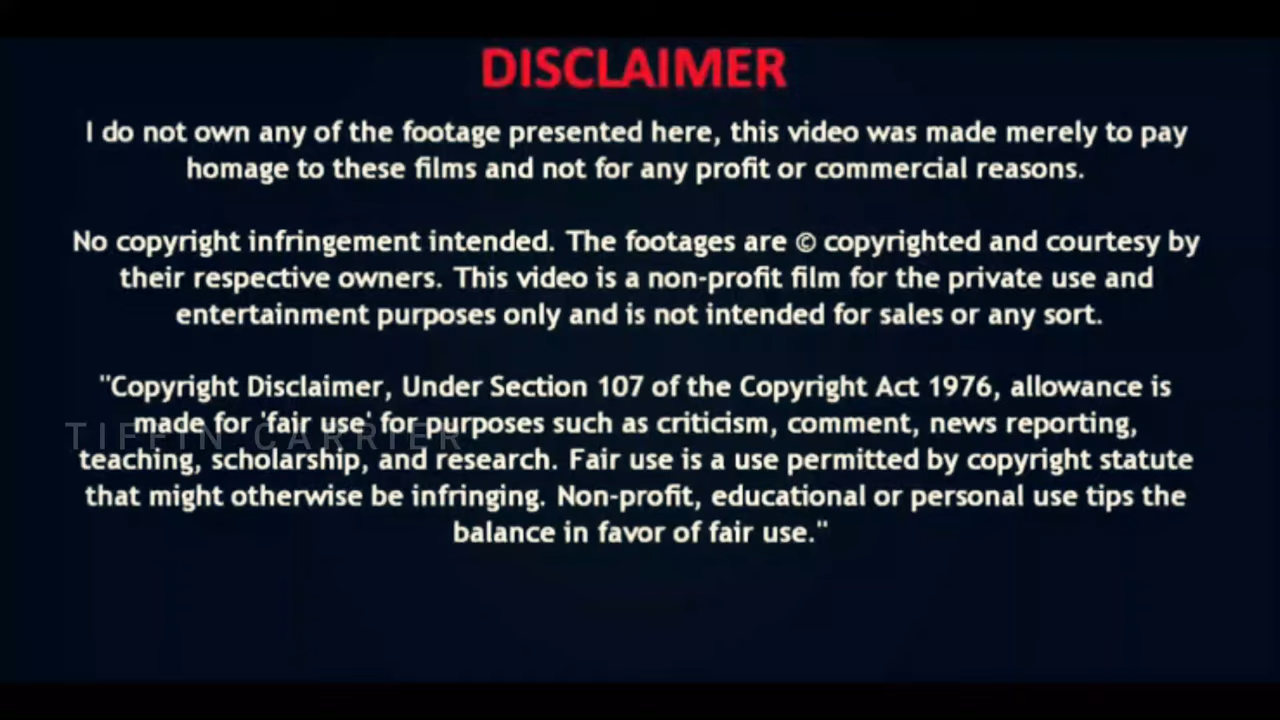 DISCLAIMER
I do not own any of the footage presented here, this video was made merely to pay
homage to these films and not for any profit or commercial reasons.
No copyright infringement intended. The footages are © copyrighted and courtesy by
their respective owners. This video is a non-profit film for the private use and
entertainment purposes only and is not intended for sales or any sort.
"Copyright Disclaimer, Under Section 107 of the Copyright Act 1976, allowance is
made for 'fair use' for purposes such as criticism, comment, news reporting,
TIFFIN CARRIER
teaching, scholarship, and research. Fair use is a use permitted by copyright statute
that might otherwise be infringing. Non-profit, educational or personal use tips the
balance in favor of fair use."